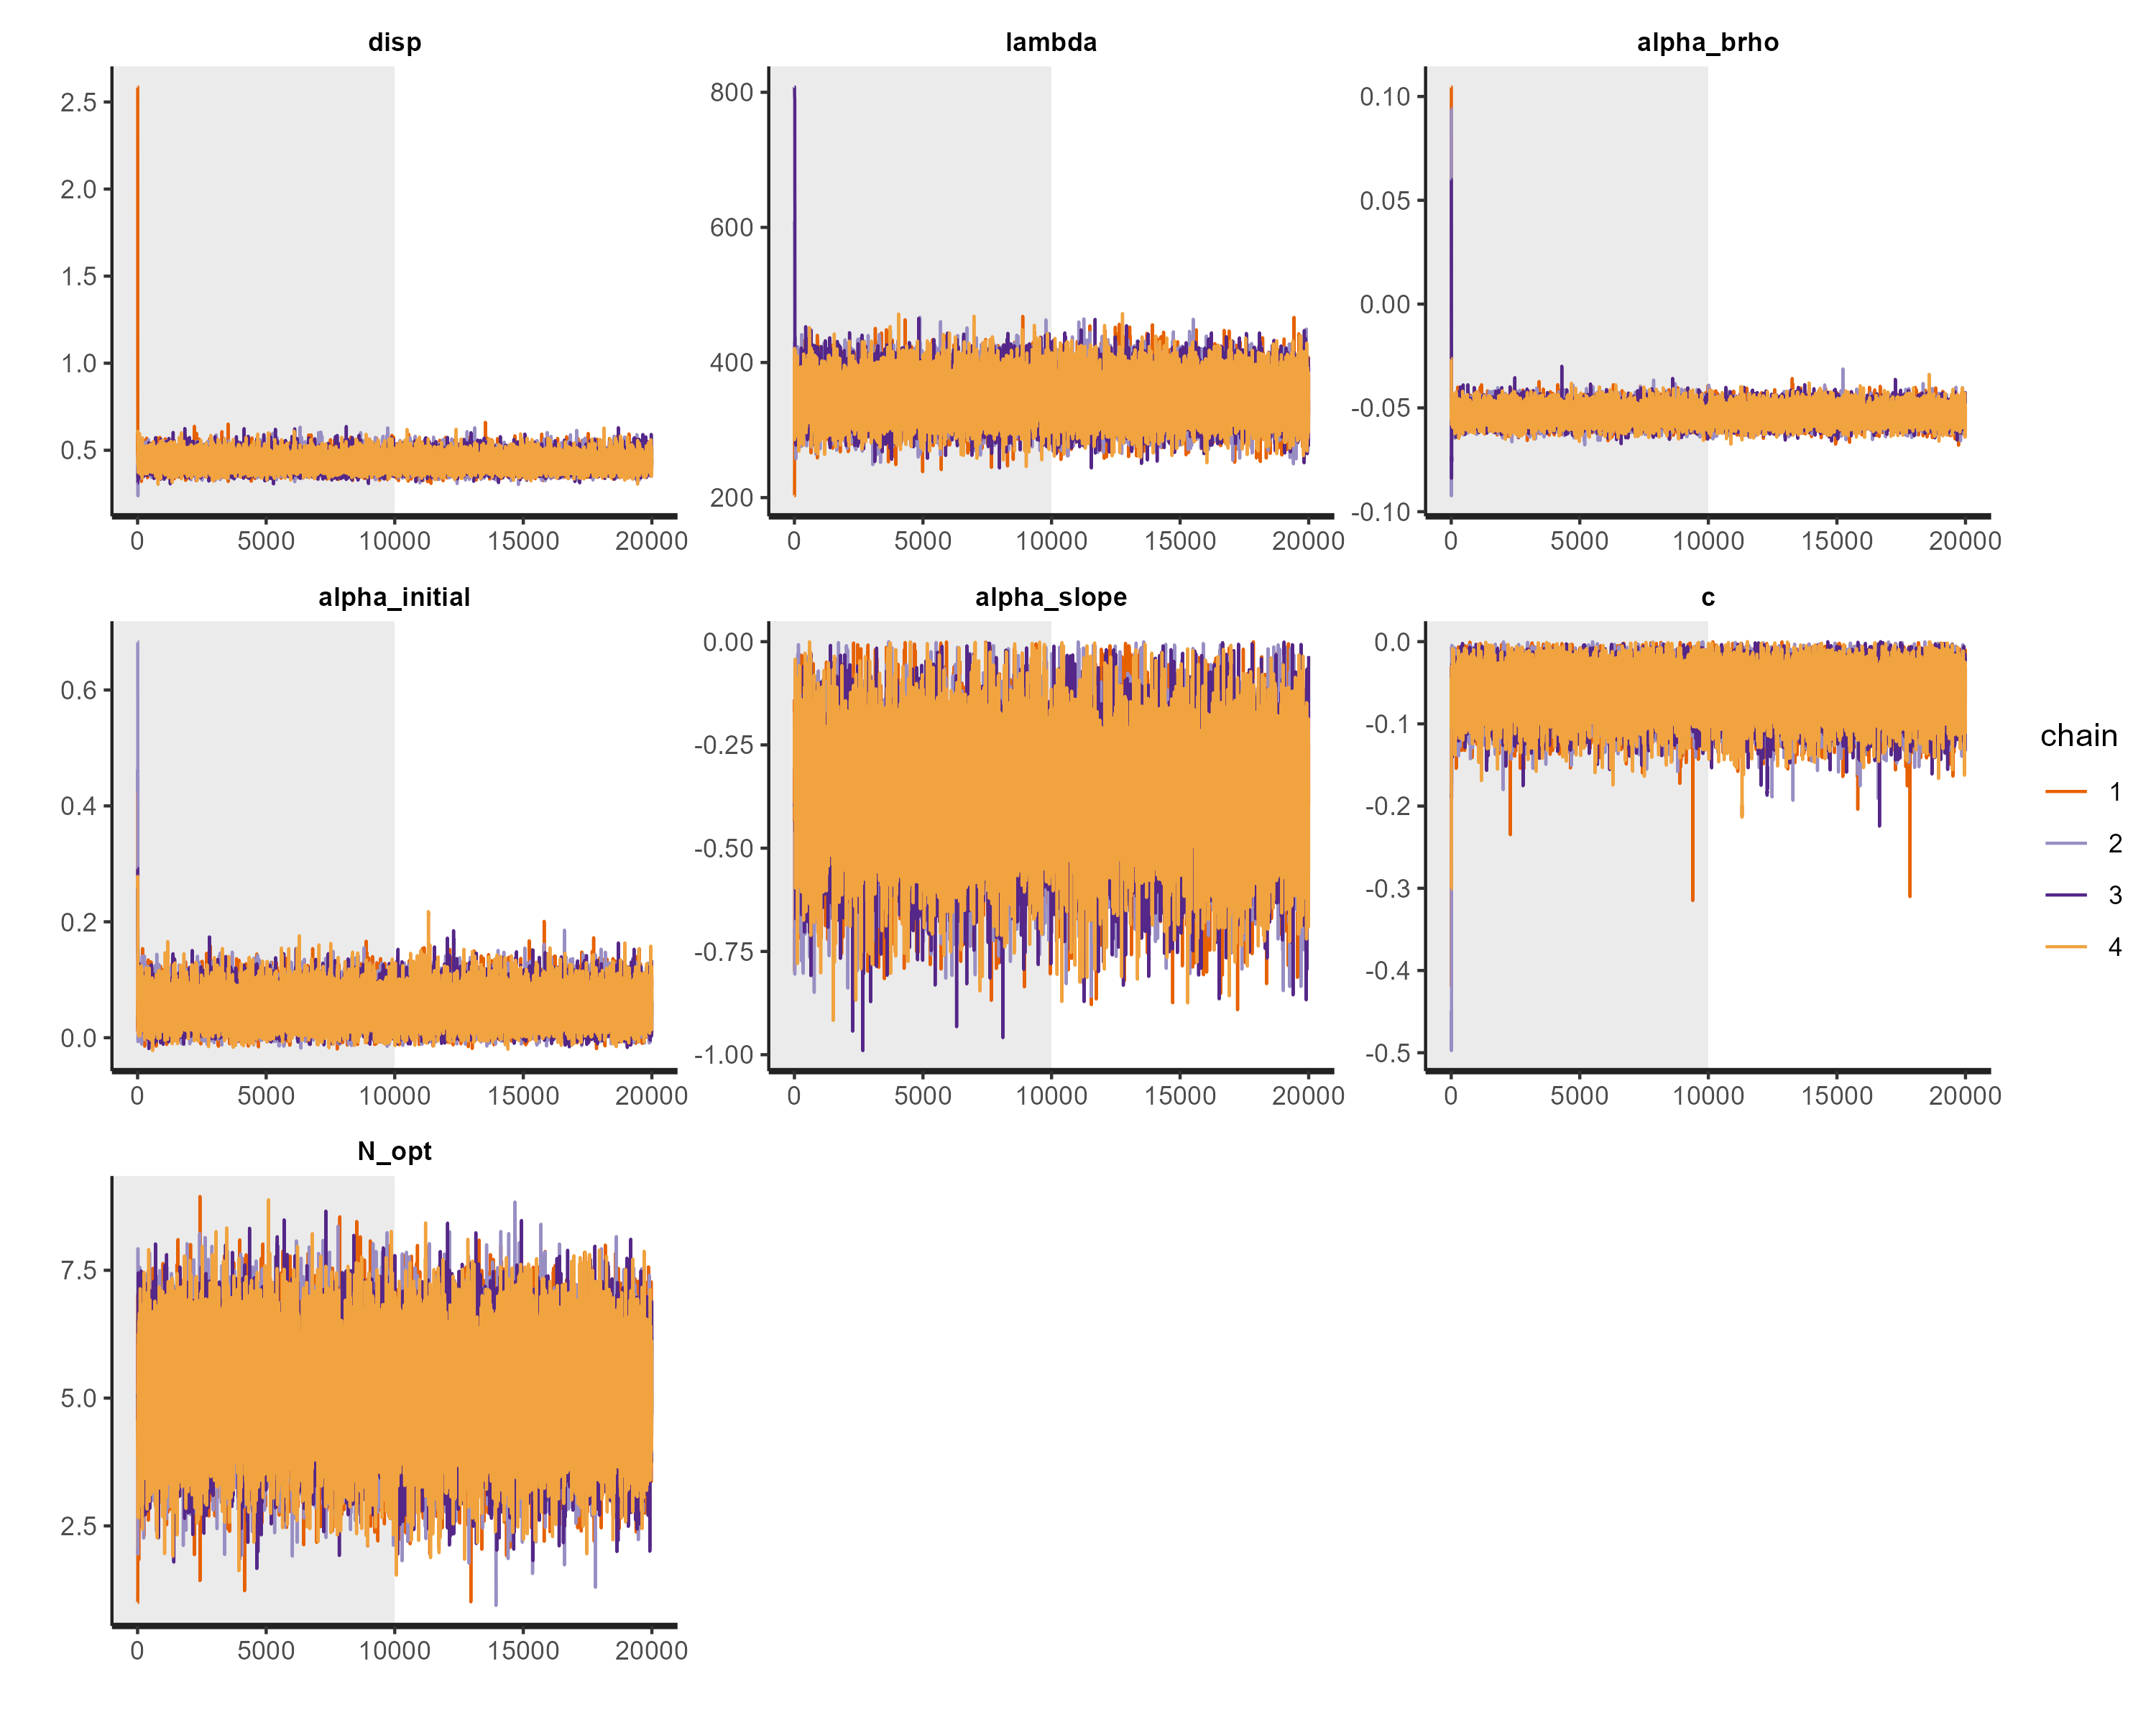 disp lambda alpha_brho
2.5 800 0.10
2.0 600 0.05
1.5 400 0.00
1.0 200 -0.05
0.5 -0.10
0 5000 10000 15000 20000 0 5000 10000 15000 20000 0 5000 10000 15000 20000
alpha_initial alpha_slope c
0.6 0.00 0.0
0.4 -0.25 -0.1
0.2 -0.50 -0.2
0.0 -0.75 -0.3
-1.00 -0.4
-0.5
0 5000 10000 15000 20000 0 5000 10000 15000 20000 0 5000 10000 15000 20000
N_opt
7.5
5.0
2.5
0 5000 10000 15000 20000
chain
1
2
3
4